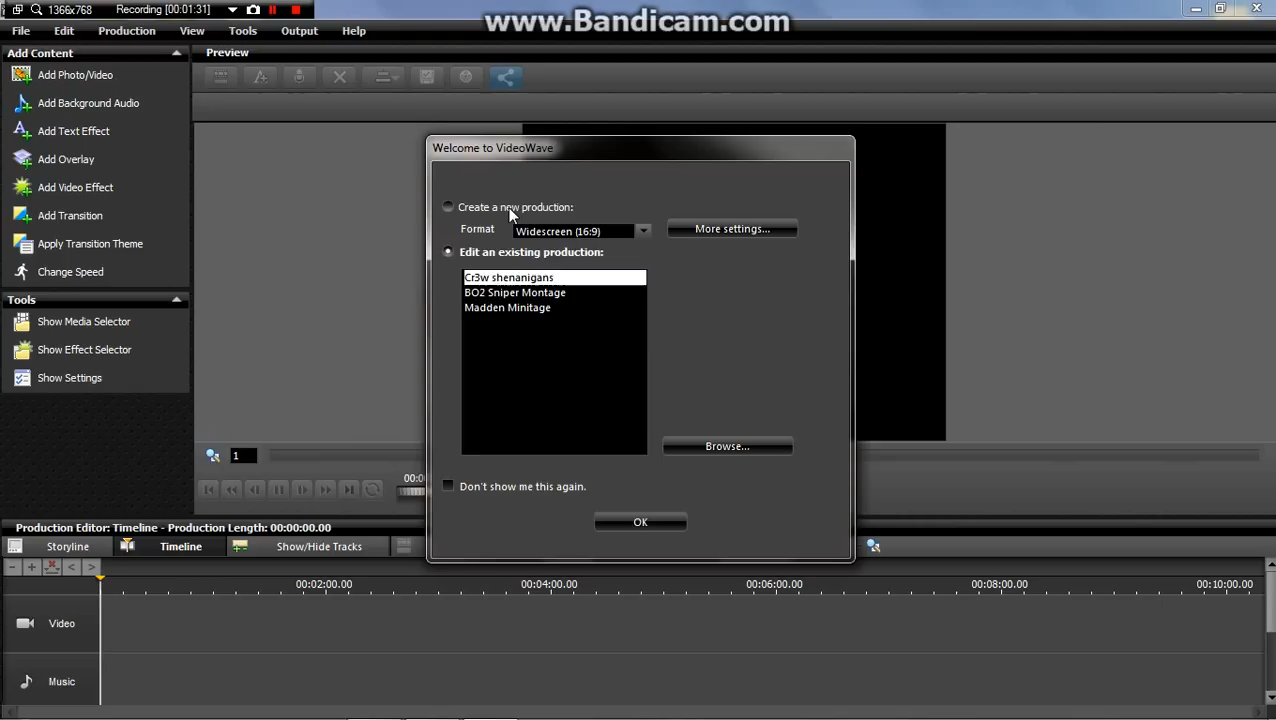 1366x768 Recording [00:01:31] www.Bandicam.com
File Edit Production View Tools Output Help
Add Content
Preview
Add Photo/Video
Add Background Audio
Add Text Effect
Add Overlay
Add Video Effect
Add Transition
Apply Transition Theme
Change Speed
Tools
Show Media Selector
Show Effect Selector
Show Settings
Welcome to VideoWave
Create a new production:
Format Widescreen (16:9) More settings...
Edit an existing production:
Cr3w shenanigans
BO2 Sniper Montage
Madden Minitage
Browse...
Don't show me this again.
OK
1
00:0
Production Editor: Timeline - Production Length: 00:00:00.00
Storyline Timeline Show/Hide Tracks
00:02:00.00 00:04:00.00 00:06:00.00 00:08:00.00 00:10:00.00
Video
Music